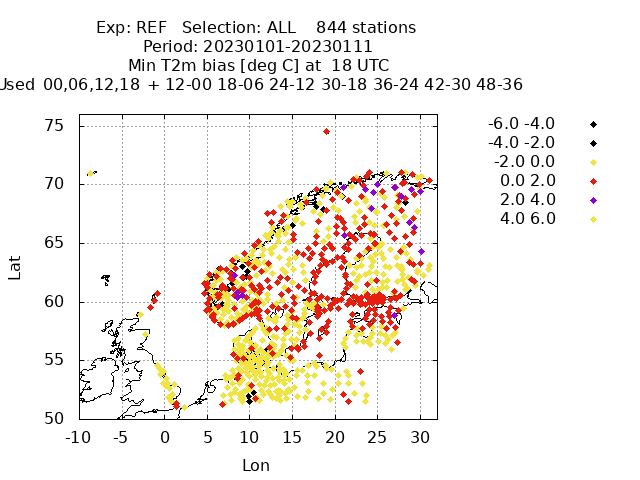 Exp: REF   Selection: ALL    844 stations
Period: 20230101-20230111
Min T2m bias [deg C] at  18 UTC
Used 00,06,12,18 + 12-00 18-06 24-12 30-18 36-24 42-30 48-36
-6.0 -4.0
-4.0 -2.0
-2.0 0.0
0.0 2.0
2.0 4.0
4.0 6.0
75
70
65
60
55
50
Lat
-10 -5 0 5 10 15 20 25 30
Lon